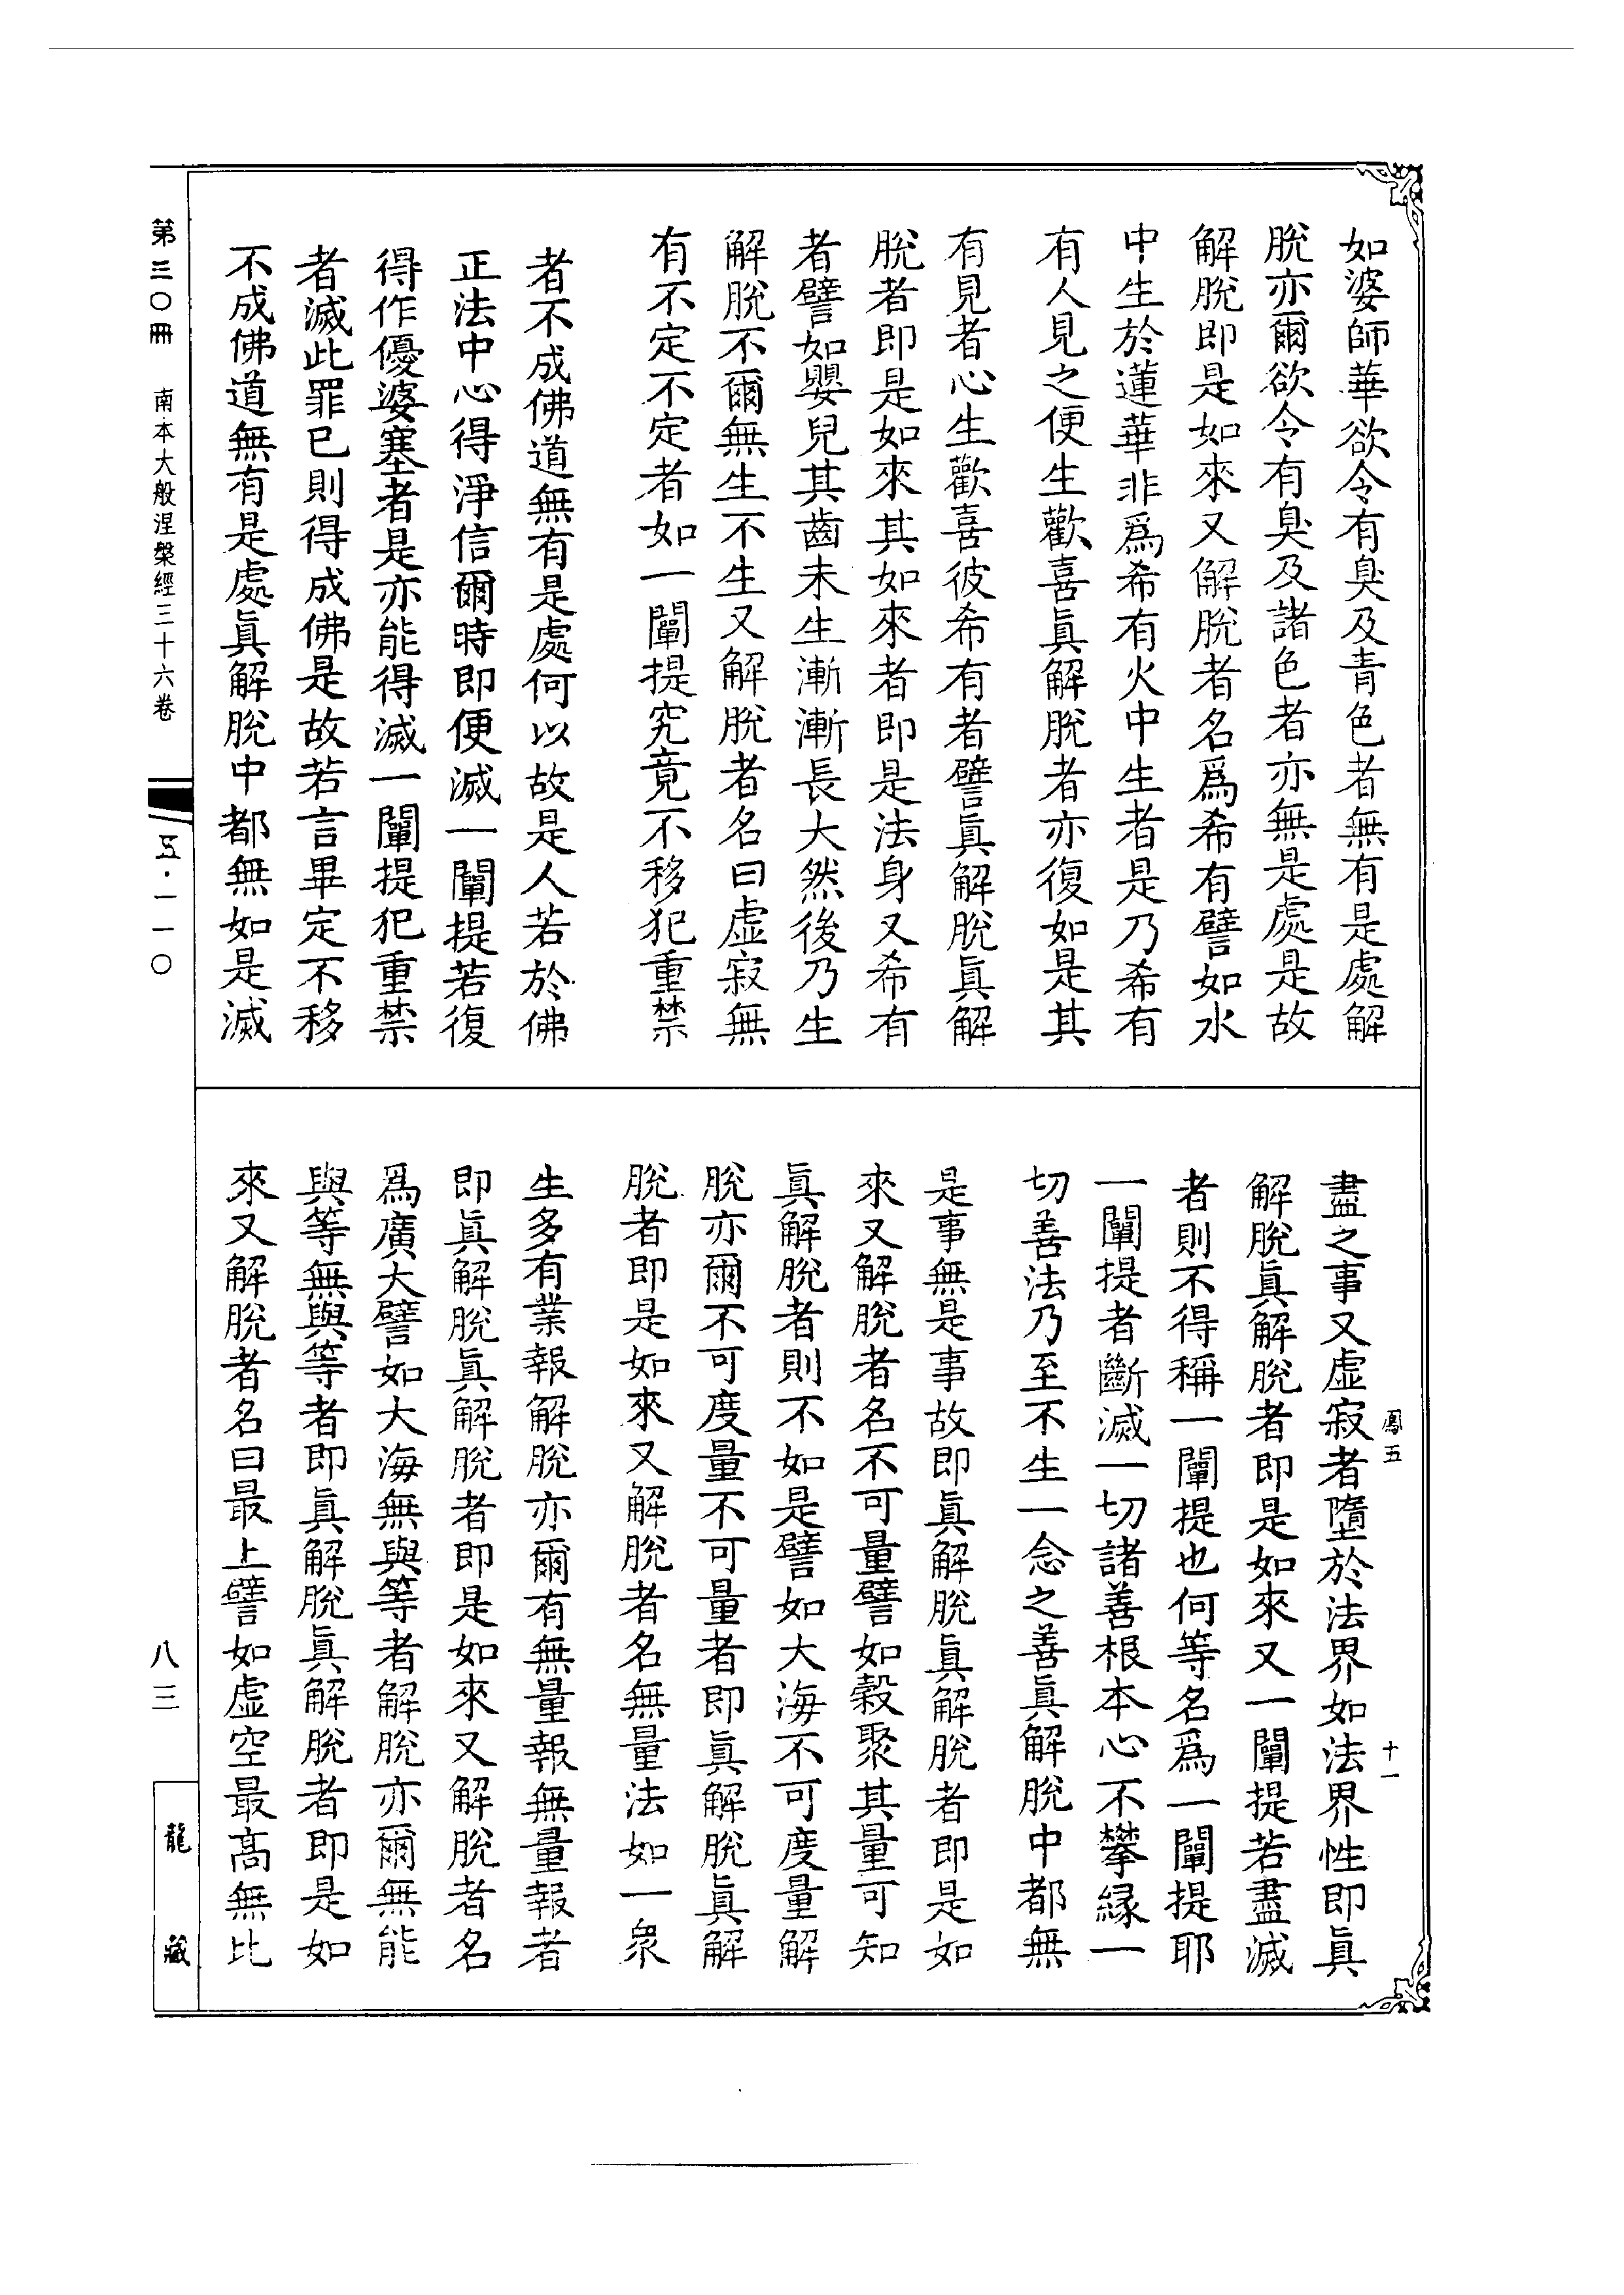 如婆師華欲令有臭及青色者無有是處解
脫亦爾欲令有臭及諸色者亦無是處是故
解脫即是如來又解脫者名爲希有譬如水
中生於蓮華非爲希有火中生者是乃希有
有人見之便生歡喜眞解脫者亦復如是其
有見者心生歡喜彼希有者譬眞解脫眞解
脫者即是如來其如來者即是法身又希有
者譬如嬰兒其齒未生漸漸長大然後乃生
解脫不爾無生不生又解脫者名曰虛寂無
有不定不定者如一闡提究竟不移犯重禁
者不成佛道無有是處何以故是人若於佛
正法中心得淨信爾時即便滅一闡提若復
得作優婆塞者是亦能得滅一闡提犯重禁
者滅此罪已則得成佛是故若言畢定不移
不成佛道無有是處眞解脫中都無如是滅
盡之事又虛寂者墮於法界如法界性即眞
解脫眞解脫者即是如來又一闡提若盡滅
者則不得稱一闡提也何等名爲一闡提耶
一闡提者斷滅一切諸善根本心不攀緣一
切善法乃至不生一念之善眞解脫中都無
是事無是事故即眞解脫眞解脫者即是如
來又解脫者名不可量譬如穀聚其量可知
眞解脫者則不如是譬如大海不可度量解
脫亦爾不可度量不可量者即眞解脫眞解
脫者即是如來又解脫者名無量法如一眾
生多有業報解脫亦爾有無量報無量報者
即眞解脫眞解脫者即是如來又解脫者名
爲廣大譬如大海無與等者解脫亦爾無能
與等無與等者即眞解脫眞解脫者即是如
來又解脫者名曰最上譬如虛空最高無比
鳳五
十一
第三〇冊
南本大般涅槃經三十六卷
五·一一〇
八三
龍藏